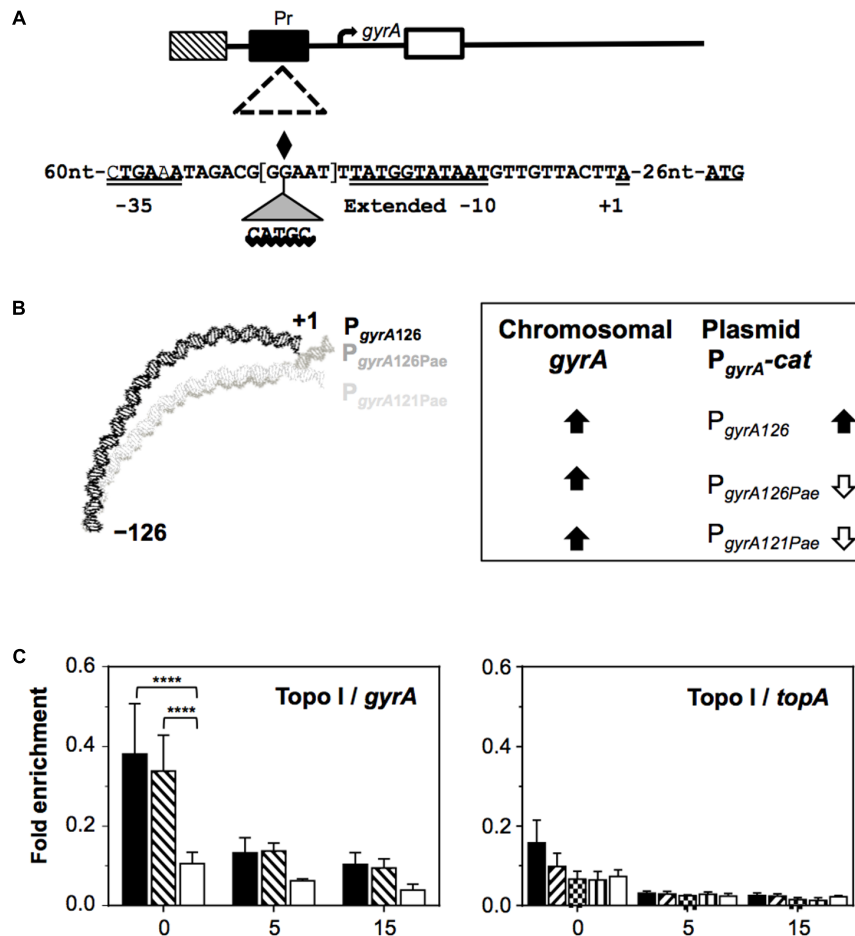 A
Pr
gyrA
60nt-CTGAAATAGACG[GGAAT]TTATGGTATAATGTTGTTACTTA-26nt-ATG
-35 Extended -10 +1
CATGC
B
+1
PgyrA126
PgyrA126Pae
PgyrA121Pae
−126
Chromosomal gyrA
Plasmid PgyrA-cat
PgyrA126
PgyrA126Pae
PgyrA121Pae
C
Fold enrichment
0.6
0.4
0.2
0.0
****
****
Topo I / gyrA
0 5 15
0.6
0.4
0.2
0.0
Topo I / topA
0 5 15